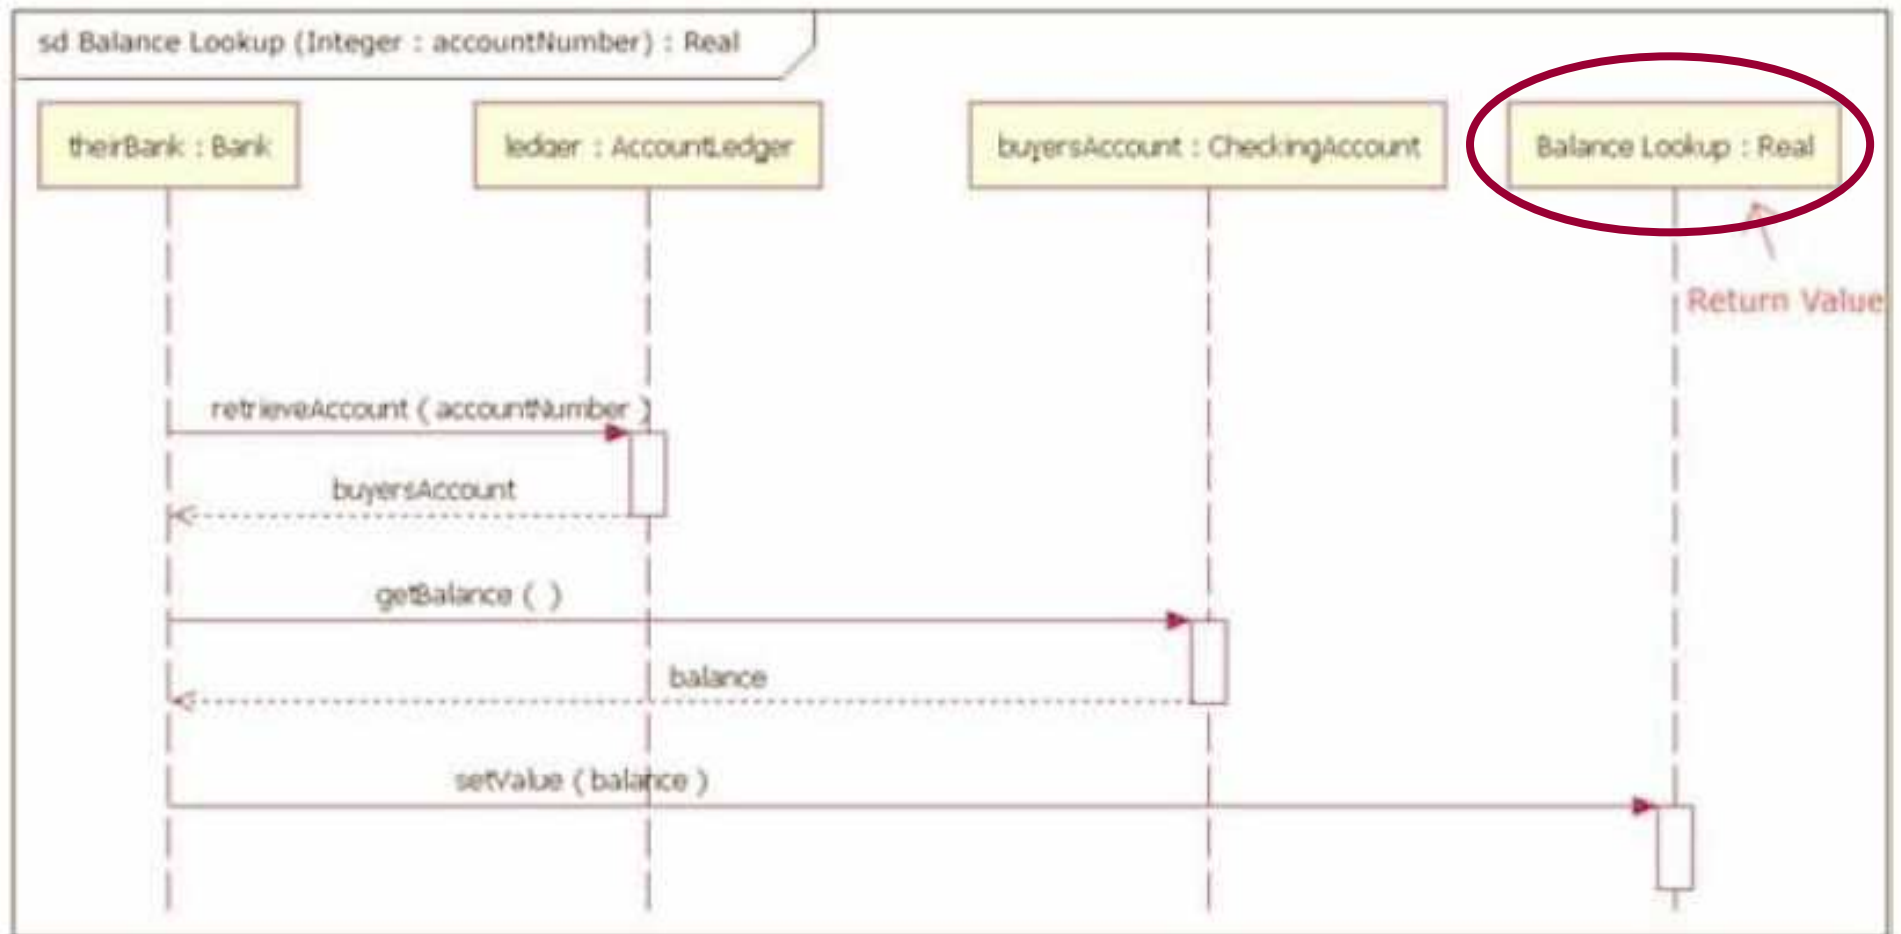 sd Balance Lookup (Integer : accountNumber) : Real
theirBank : Bank
ledger : AccountLedger
buyersAccount : CheckingAccount
Balance Lookup : Real
Return Value
retrieveAccount ( accountNumber )
buyersAccount
getBalance ( )
balance
setValue ( balance )